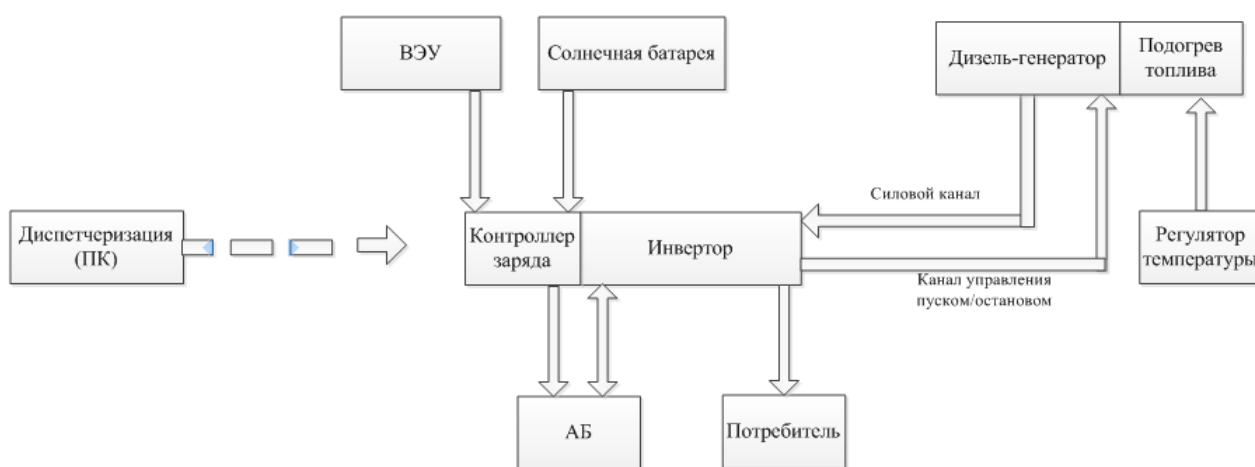 ВЭУ
Солнечная батарея
Дизель-генератор
Подогрев
топлива
Силовой канал
Диспетчеризация
(ПК)
Контроллер
заряда
Инвертор
Регулятор
температуры
Канал управления
пуском/остановом
АБ
Потребитель